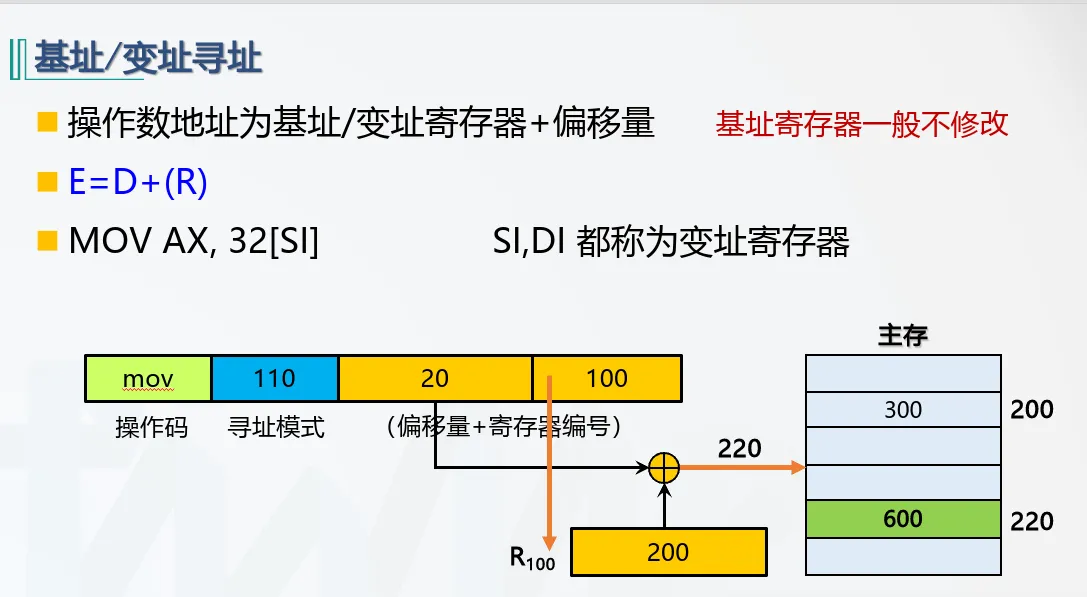 基址/变址寻址
操作数地址为基址/变址寄存器+偏移量 基址寄存器一般不修改
E=D+(R)
MOV AX, 32[SI] SI,DI 都称为变址寄存器
主存
mov 110 20 100
300 200
操作码 寻址模式 （偏移量+寄存器编号）
220
600 220
R100 200